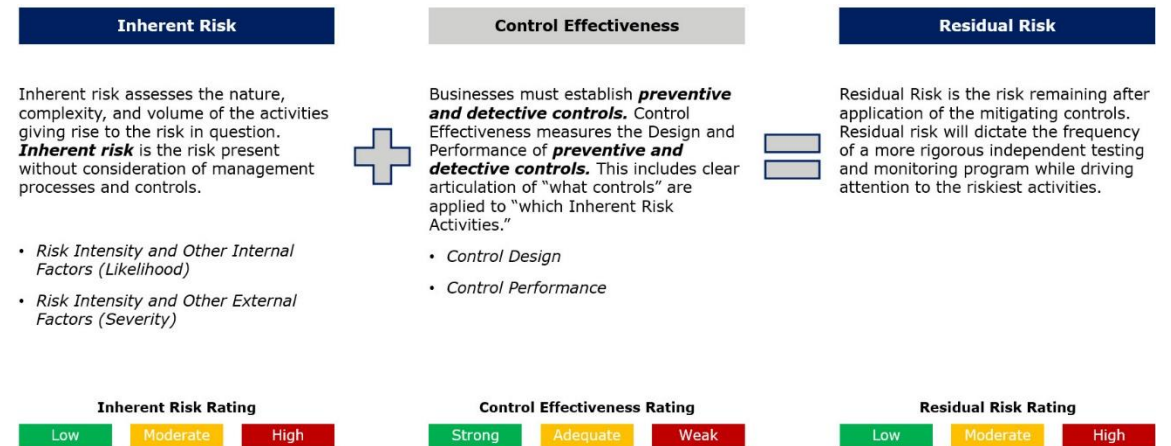 Inherent Risk
Inherent risk assesses the nature,
complexity, and volume of the activities
giving rise to the risk in question.
Inherent risk is the risk present
without consideration of management
processes and controls.
• Risk Intensity and Other Internal
Factors (Likelihood)
• Risk Intensity and Other External
Factors (Severity)
Inherent Risk Rating
Low Moderate High
Control Effectiveness
Businesses must establish preventive
and detective controls. Control
Effectiveness measures the Design and
Performance of preventive and
detective controls. This includes clear
articulation of “what controls” are
applied to “which Inherent Risk
Activities.”
• Control Design
• Control Performance
Control Effectiveness Rating
Strong Adequate Weak
Residual Risk
Residual Risk is the risk remaining after
application of the mitigating controls.
Residual risk will dictate the frequency
of a more rigorous independent testing
and monitoring program while driving
attention to the riskiest activities.
Residual Risk Rating
Low Moderate High